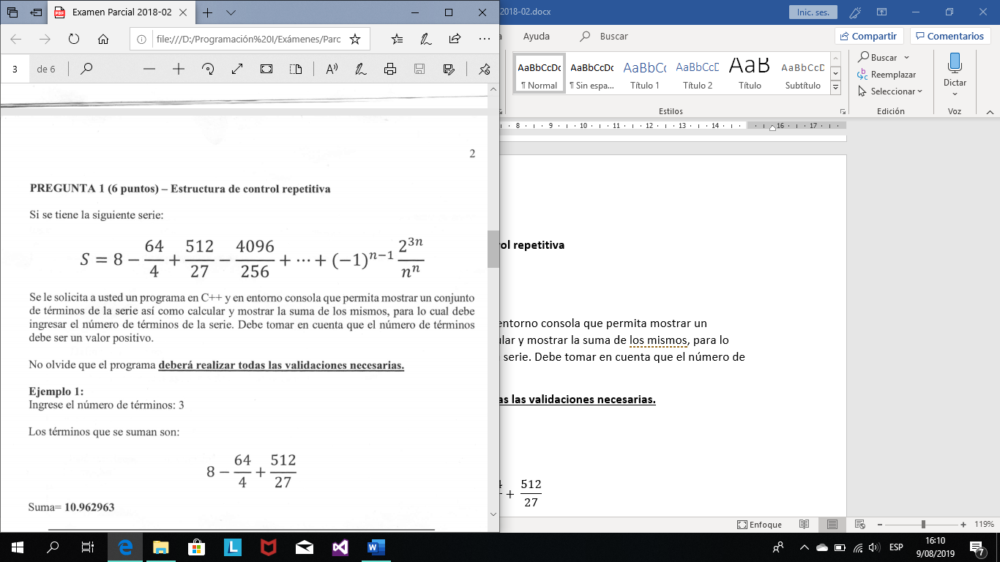 Examen Parcial 2018-02
2018-02.docx
Inic. ses.
file:///D:/Programación%20I/Exámenes/Parc
Ayuda
Buscar
Compartir
Comentarios
3 de 6
AaBbCcDc
¶ Normal
AaBbCcDc
¶ Sin espa...
AaBbCc
Título 1
AaBbCcD
Título 2
AaB
Título
AaBbCcD
Subtítulo
Estilos
Buscar
Reemplazar
Seleccionar
Edición
Dictar
Voz
8 9 10 11 12 13 14 16 17
2
PREGUNTA 1 (6 puntos) – Estructura de control repetitiva
Si se tiene la siguiente serie:
S = 8 − 64/4 + 512/27 − 4096/256 + ⋯ + (−1)^{n−1} 2^{3n}/n^n
Se le solicita a usted un programa en C++ y en entorno consola que permita mostrar un conjunto
de términos de la serie así como calcular y mostrar la suma de los mismos, para lo cual debe
ingresar el número de términos de la serie. Debe tomar en cuenta que el número de términos
debe ser un valor positivo.
No olvide que el programa deberá realizar todas las validaciones necesarias.
Ejemplo 1:
Ingrese el número de términos: 3
Los términos que se suman son:
8 − 64/4 + 512/27
Suma= 10.962963
rol repetitiva
entorno consola que permita mostrar un
ular y mostrar la suma de los mismos, para lo
serie. Debe tomar en cuenta que el número de
as las validaciones necesarias.
4 + 512/27
Enfoque
119%
ESP
16:10
9/08/2019
7